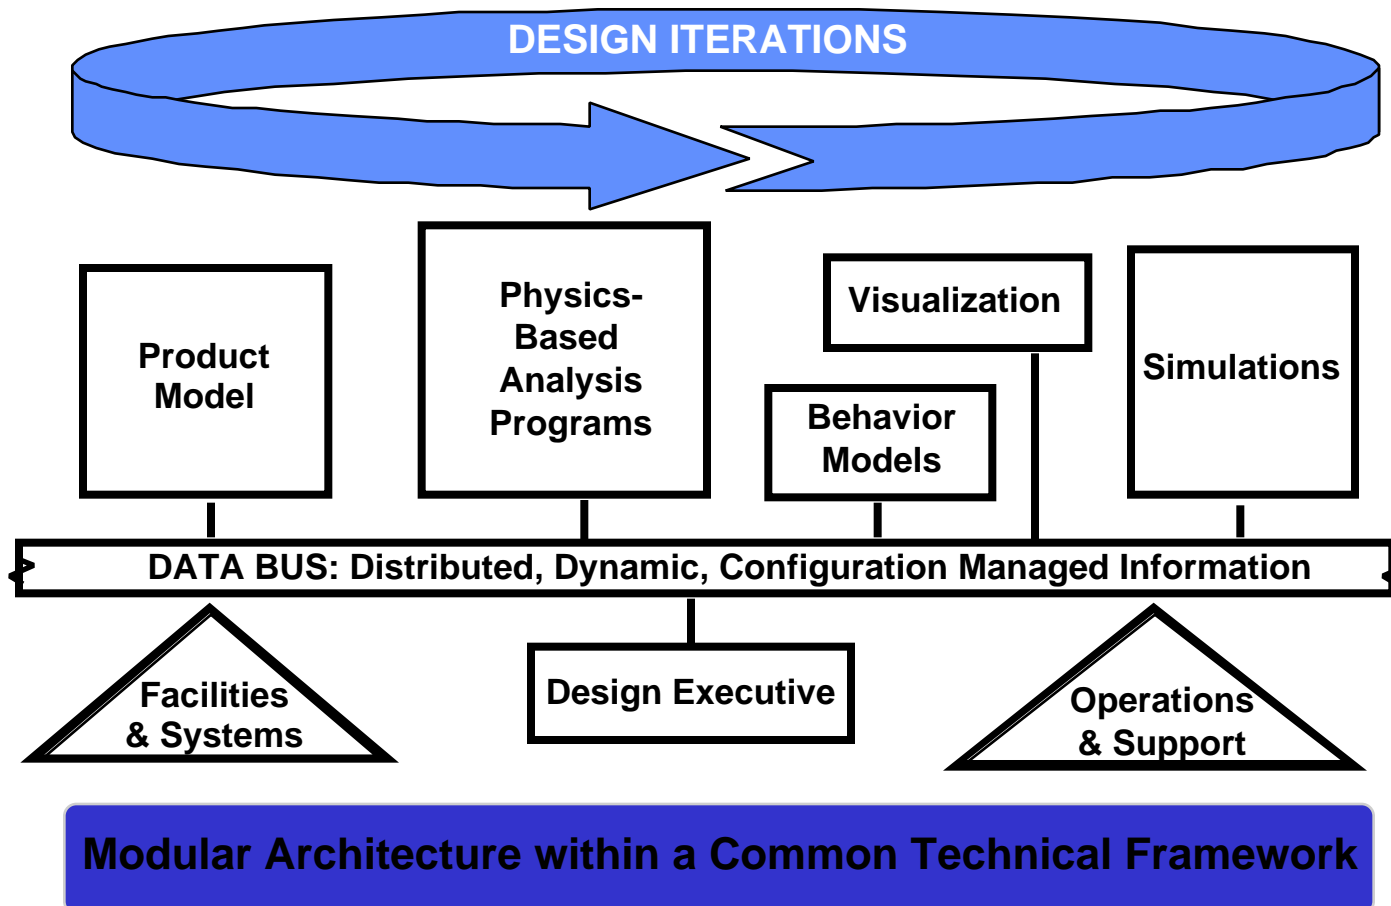 DESIGN ITERATIONS
Product
Model
Physics-
Based
Analysis
Programs
Visualization
Behavior
Models
Simulations
DATA BUS: Distributed, Dynamic, Configuration Managed Information
Facilities
& Systems
Design Executive
Operations
& Support
Modular Architecture within a Common Technical Framework